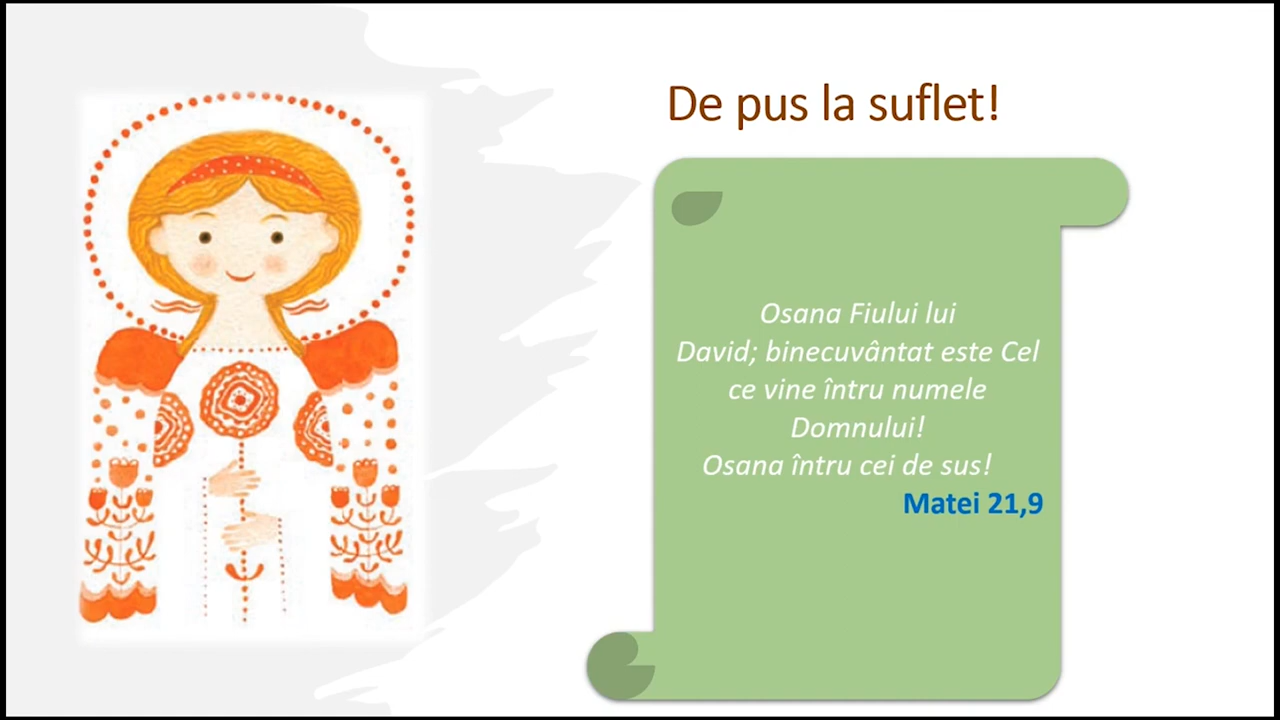 De pus la suflet!
Osana Fiului lui
David; binecuvântat este Cel
ce vine întru numele
Domnului!
Osana întru cei de sus!
Matei 21,9